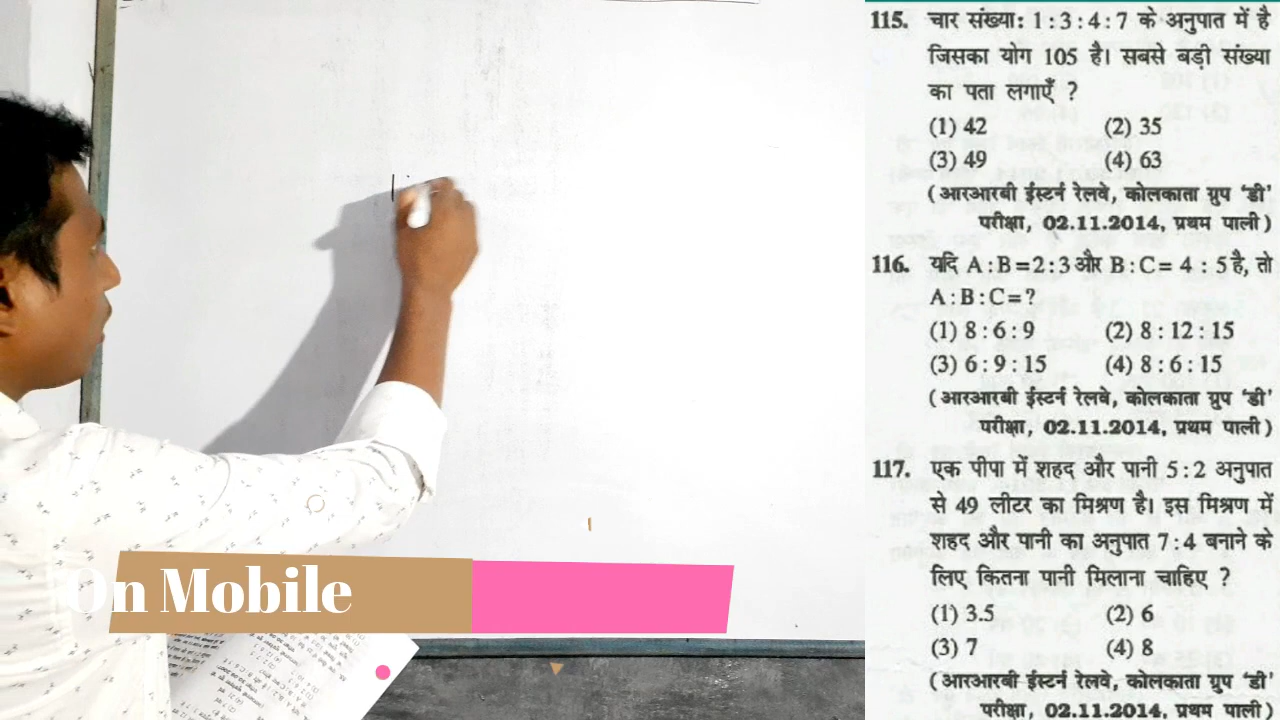 On Mobile
115. चार संख्या: 1 : 3 : 4 : 7 के अनुपात में है
जिसका योग 105 है। सबसे बड़ी संख्या
का पता लगाएँ ?
(1) 42 (2) 35
(3) 49 (4) 63
(आरआरबी ईस्टर्न रेलवे, कोलकाता ग्रुप 'डी'
परीक्षा, 02.11.2014, प्रथम पाली)
116. यदि A : B = 2 : 3 और B : C = 4 : 5 है, तो
A : B : C = ?
(1) 8 : 6 : 9 (2) 8 : 12 : 15
(3) 6 : 9 : 15 (4) 8 : 6 : 15
(आरआरबी ईस्टर्न रेलवे, कोलकाता ग्रुप 'डी'
परीक्षा, 02.11.2014, प्रथम पाली)
117. एक पीपा में शहद और पानी 5 : 2 अनुपात
से 49 लीटर का मिश्रण है। इस मिश्रण में
शहद और पानी का अनुपात 7 : 4 बनाने के
लिए कितना पानी मिलाना चाहिए ?
(1) 3.5 (2) 6
(3) 7 (4) 8
(आरआरबी ईस्टर्न रेलवे, कोलकाता ग्रुप 'डी'
परीक्षा, 02.11.2014, प्रथम पाली)